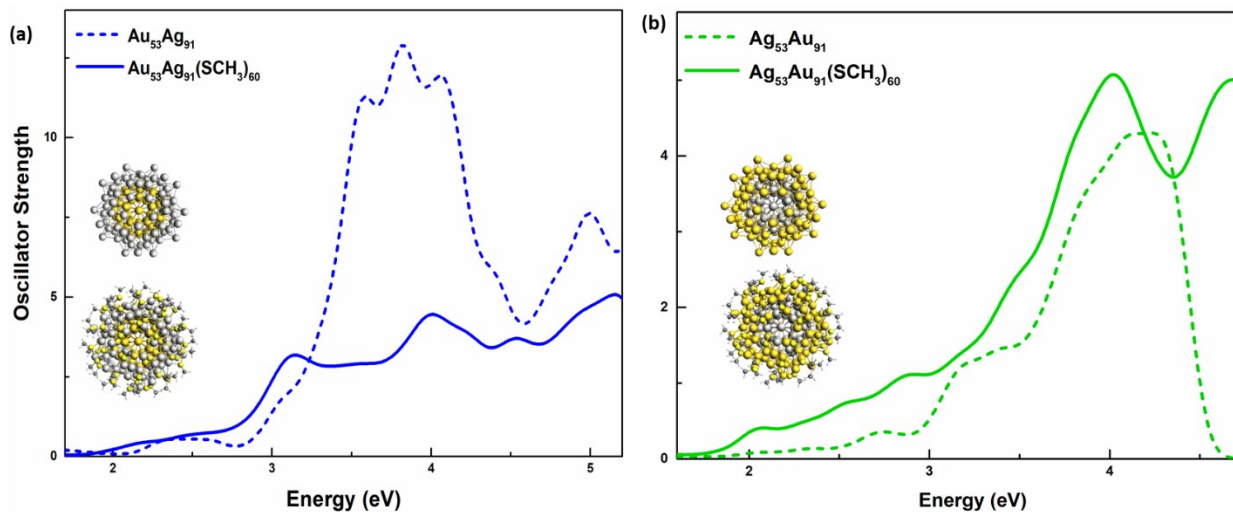 (a)
Au₅₃Ag₉₁
Au₅₃Ag₉₁(SCH₃)₆₀
Oscillator Strength
10
5
0
2
3
4
5
Energy (eV)
(b)
Ag₅₃Au₉₁
Ag₅₃Au₉₁(SCH₃)₆₀
4
2
0
2
3
4
Energy (eV)